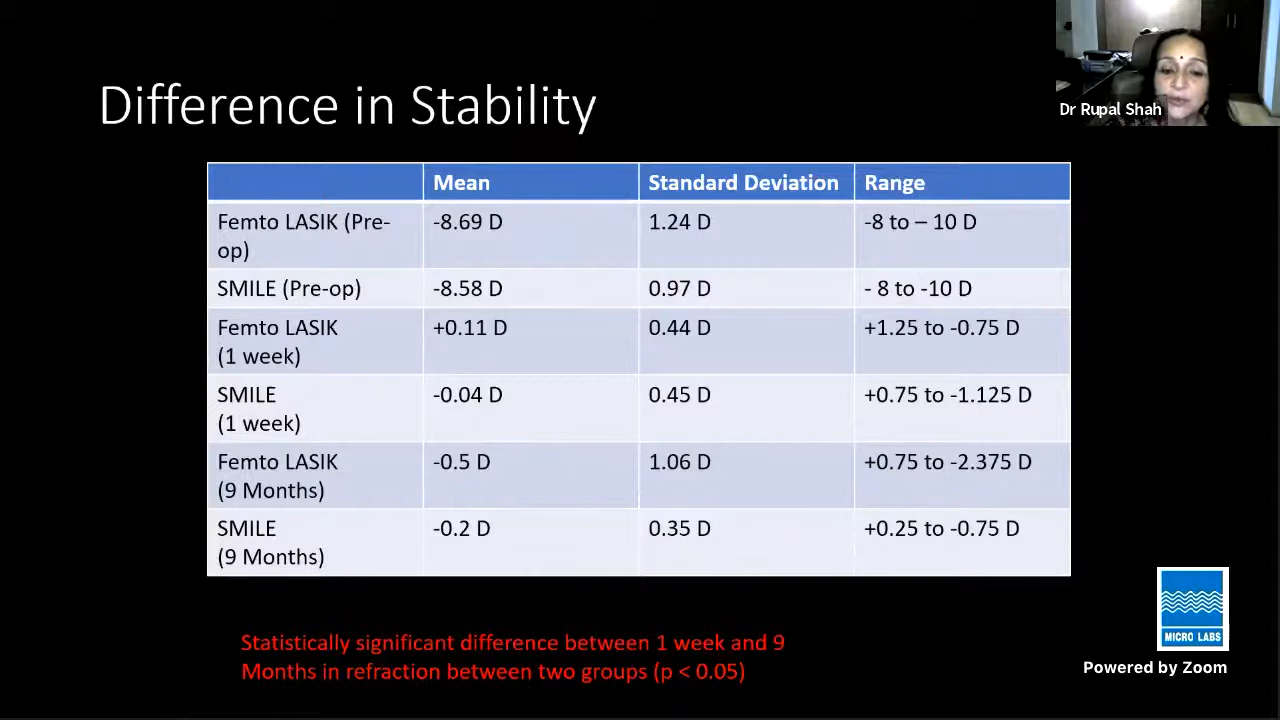 Difference in Stability
Dr Rupal Shah
Mean Standard Deviation Range
Femto LASIK (Pre-
op) -8.69 D 1.24 D -8 to – 10 D
SMILE (Pre-op) -8.58 D 0.97 D - 8 to -10 D
Femto LASIK
(1 week) +0.11 D 0.44 D +1.25 to -0.75 D
SMILE
(1 week) -0.04 D 0.45 D +0.75 to -1.125 D
Femto LASIK
(9 Months) -0.5 D 1.06 D +0.75 to -2.375 D
SMILE
(9 Months) -0.2 D 0.35 D +0.25 to -0.75 D
Statistically significant difference between 1 week and 9
Months in refraction between two groups (p < 0.05)
MICRO LABS
Powered by Zoom